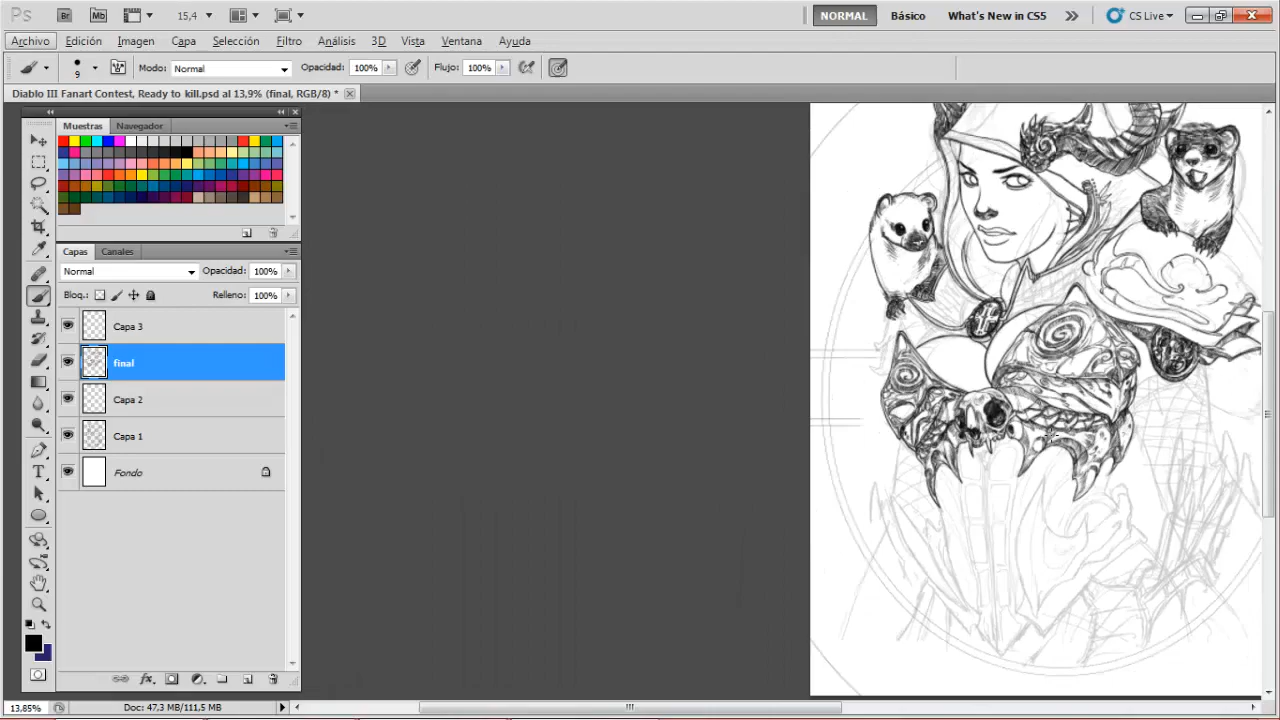 Ps Br Mb 15,4 NORMAL Básico What's New in CS5 CS Live
Archivo Edición Imagen Capa Selección Filtro Análisis 3D Vista Ventana Ayuda
9 Modo: Normal Opacidad: 100% Flujo: 100%
Diablo III Fanart Contest, Ready to kill.psd al 13,9% (final, RGB/8) *
Muestras Navegador
Capas Canales
Normal Opacidad: 100%
Bloq.: Relleno: 100%
Capa 3
final
Capa 2
Capa 1
Fondo
13,85% Doc: 47,3 MB/111,5 MB